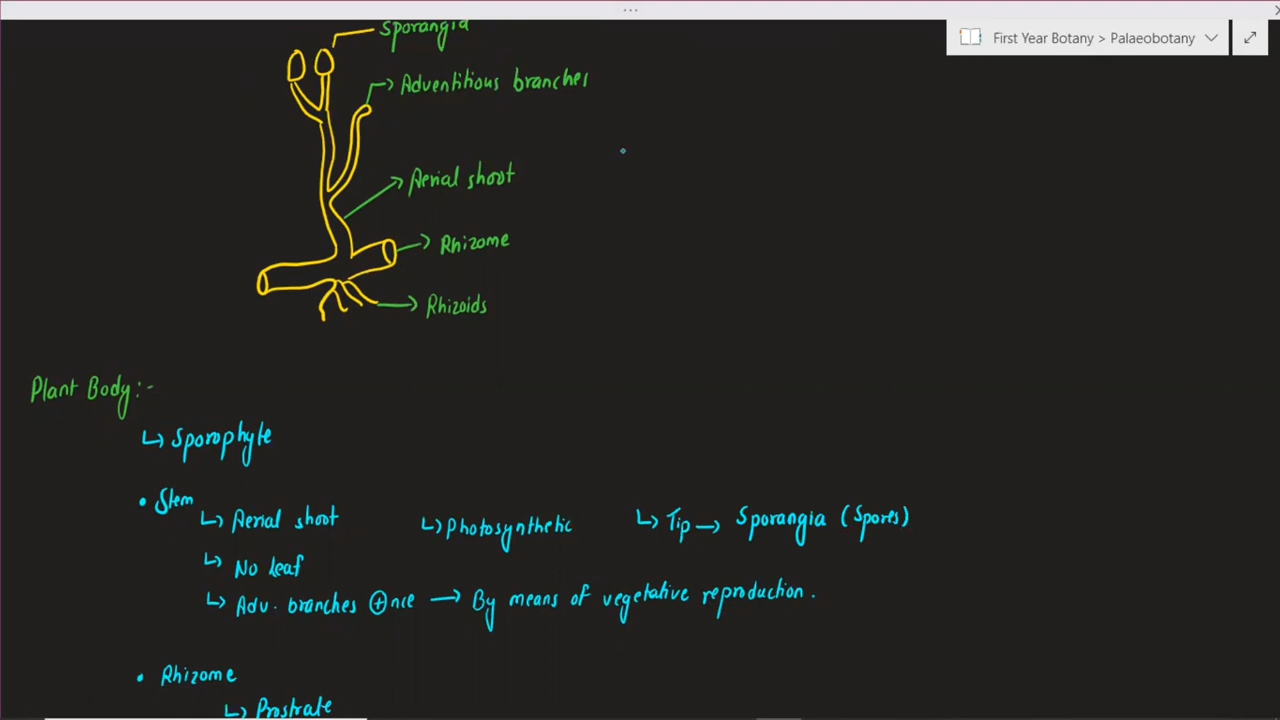 First Year Botany > Palaeobotany
Sporangia
Adventitious branches
Aerial shoot
Rhizome
Rhizoids
Plant Body:-
Sporophyte
• Stem
Aerial shoot
Photosynthetic
Tip → Sporangia (Spores)
No leaf
Adv. branches ⊕nce → By means of vegetative reproduction.
• Rhizome
Prostrate